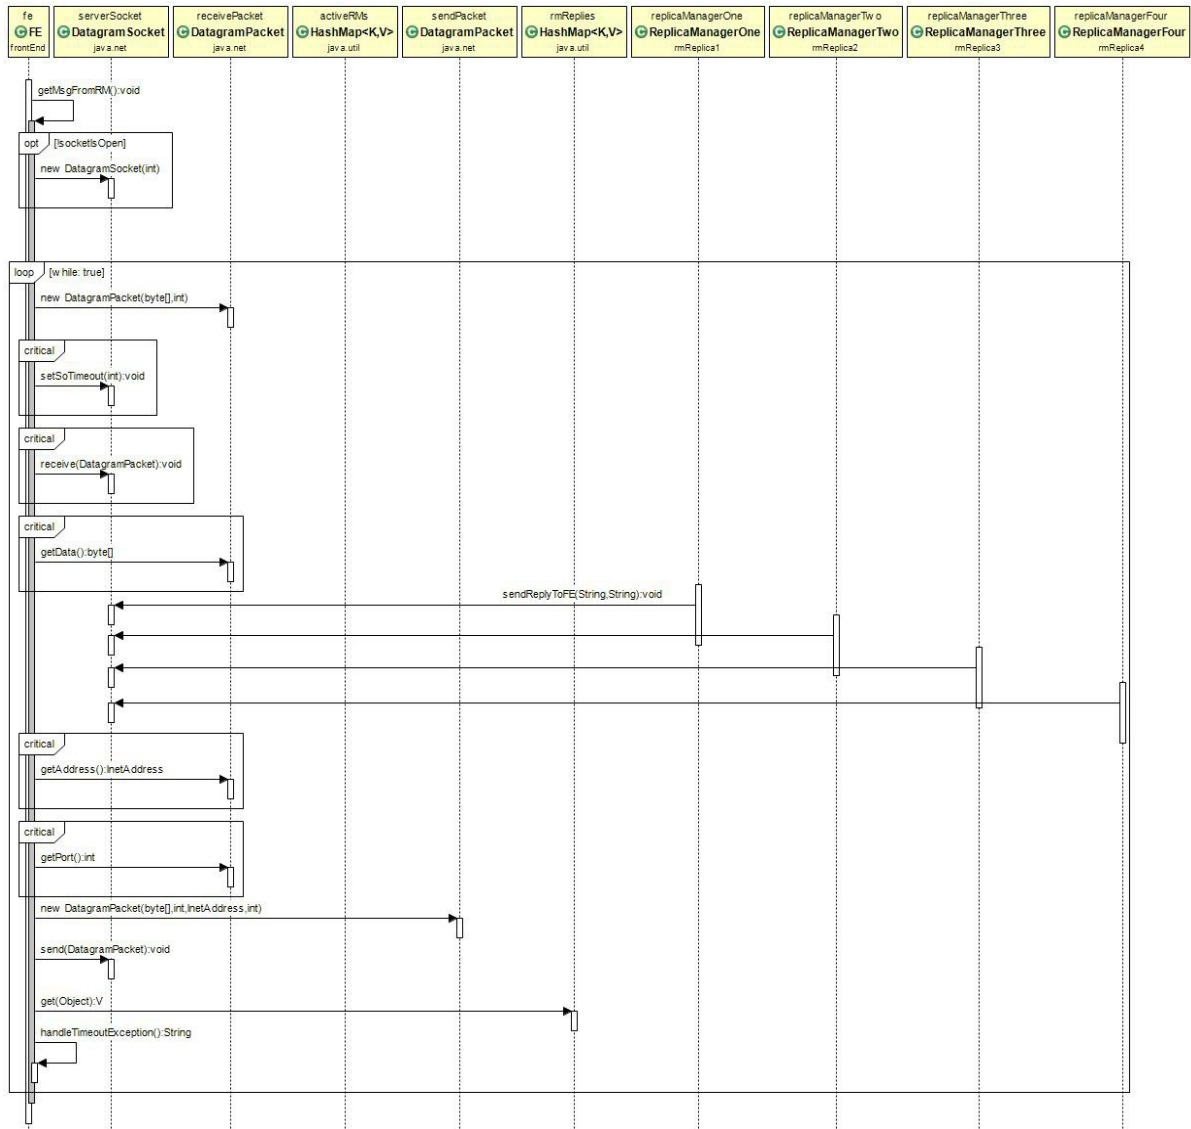 fe
FE
frontEnd
serverSocket
DatagramSocket
java.net
receivePacket
DatagramPacket
java.net
activeRMs
HashMap<K,V>
java.util
sendPacket
DatagramPacket
java.net
rmReplies
HashMap<K,V>
java.util
replicaManagerOne
ReplicaManagerOne
rmReplica1
replicaManagerTwo
ReplicaManagerTwo
rmReplica2
replicaManagerThree
ReplicaManagerThree
rmReplica3
replicaManagerFour
ReplicaManagerFour
rmReplica4
getMsgFromRM():void
opt [!socketIsOpen]
new DatagramSocket(int)
loop [while: true]
new DatagramPacket(byte[],int)
critical
setSoTimeout(int):void
critical
receive(DatagramPacket):void
critical
getData():byte[]
sendReplyToFE(String,String):void
critical
getAddress():InetAddress
critical
getPort():int
new DatagramPacket(byte[],int,InetAddress,int)
send(DatagramPacket):void
get(Object):V
handleTimeoutException():String